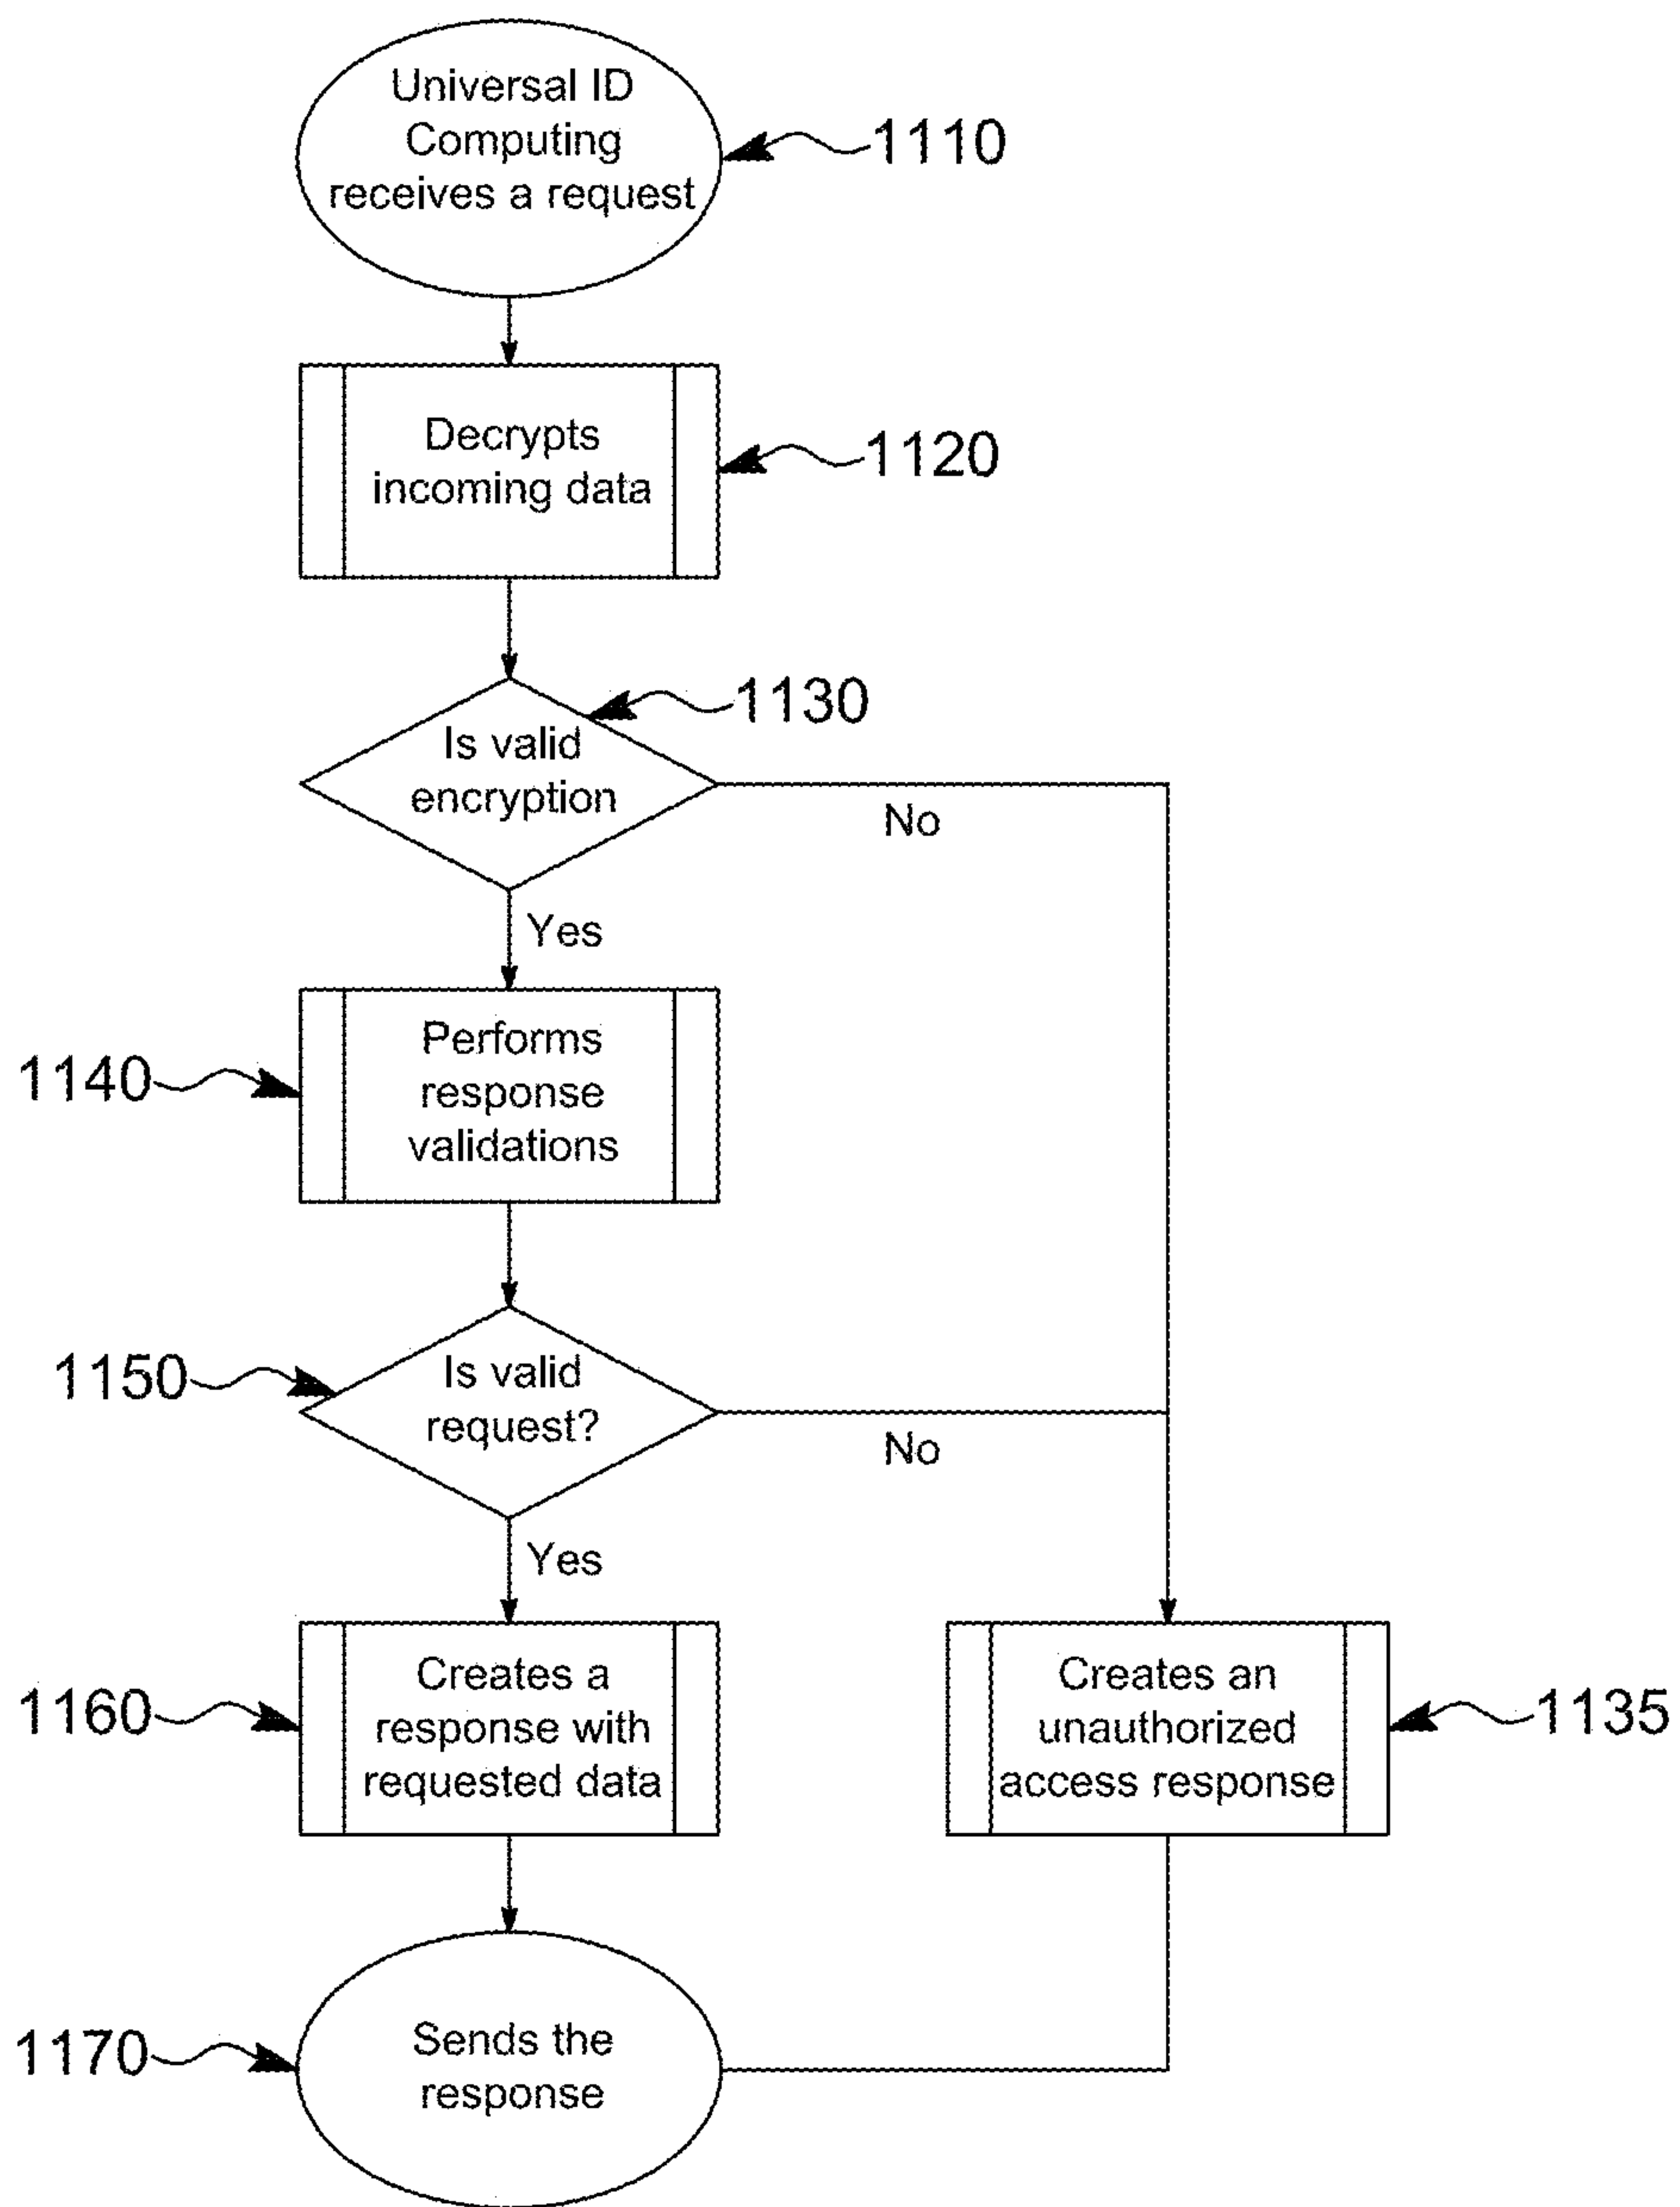 Universal ID
Computing
receives a request
1110
Decrypts
incoming data
1120
1130
Is valid
encryption
No
Yes
1140
Performs
response
validations
1150
Is valid
request?
No
Yes
1160
Creates a
response with
requested data
Creates an
unauthorized
access response
1135
1170
Sends the
response